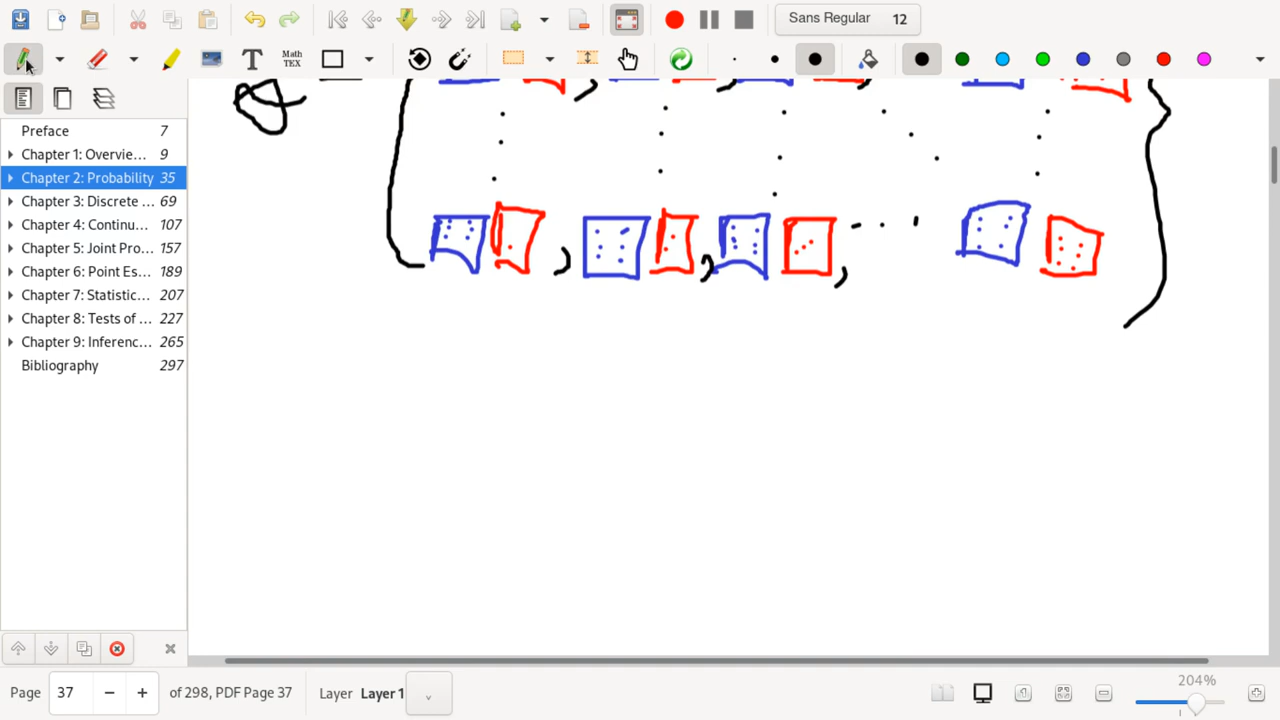 Sans Regular 12
Math
TEX
Preface 7
Chapter 1: Overvie... 9
Chapter 2: Probability 35
Chapter 3: Discrete ... 69
Chapter 4: Continu... 107
Chapter 5: Joint Pro... 157
Chapter 6: Point Es... 189
Chapter 7: Statistic... 207
Chapter 8: Tests of ... 227
Chapter 9: Inferenc... 265
Bibliography 297
Page 37 of 298, PDF Page 37 Layer Layer 1 204%